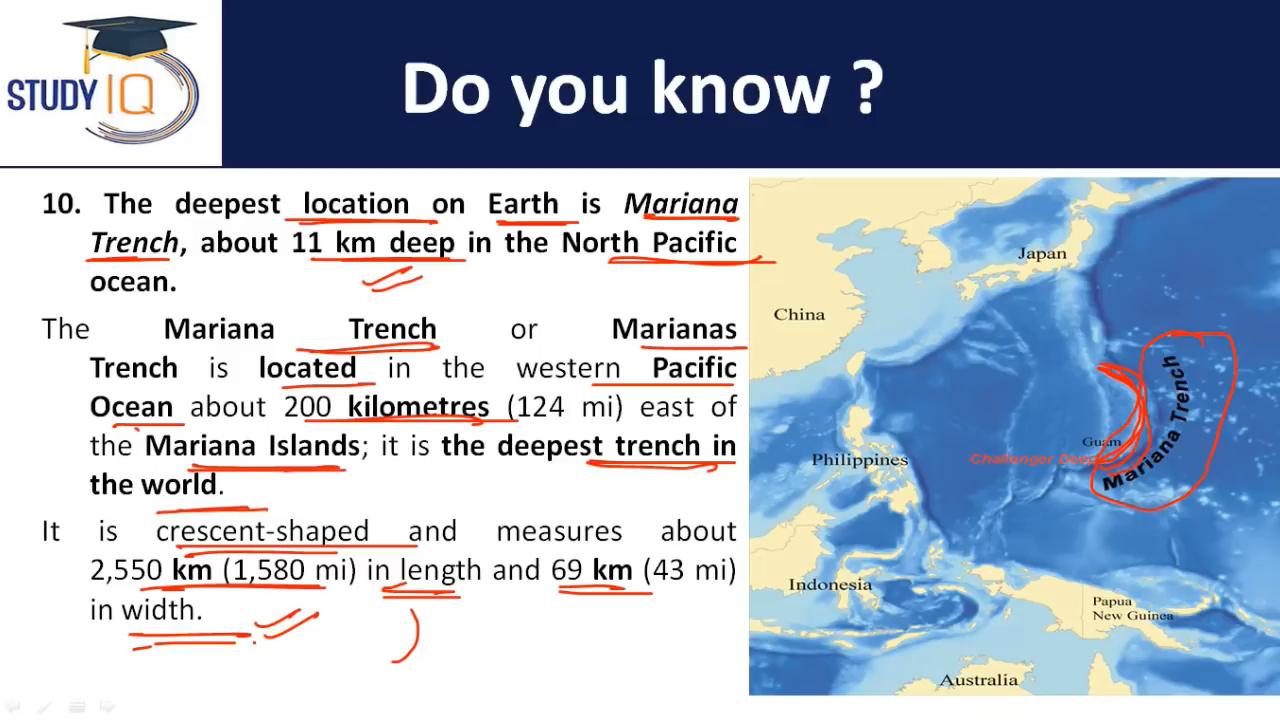 STUDY IQ
Do you know ?
10. The deepest location on Earth is Mariana
Trench, about 11 km deep in the North Pacific
ocean.
The Mariana Trench or Marianas
Trench is located in the western Pacific
Ocean about 200 kilometres (124 mi) east of
the Mariana Islands; it is the deepest trench in
the world.
It is crescent-shaped and measures about
2,550 km (1,580 mi) in length and 69 km (43 mi)
in width.
Japan
China
Mariana Trench
Guam
Challenger Deep
Philippines
Indonesia
Papua
New Guinea
Australia